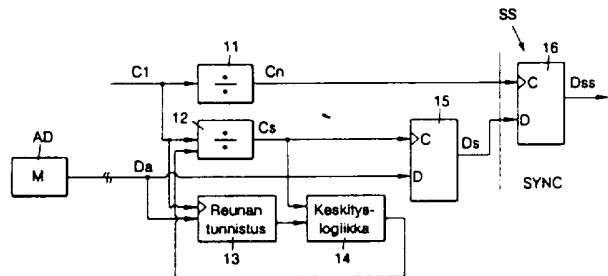 SS
11
16
C1
÷
Cn
C
Dss
D
12
15
÷
Cs
C
Ds
AD
M
Da
D
SYNC
Reunan
tunnistus
Keskitys-
logiikka
13
14